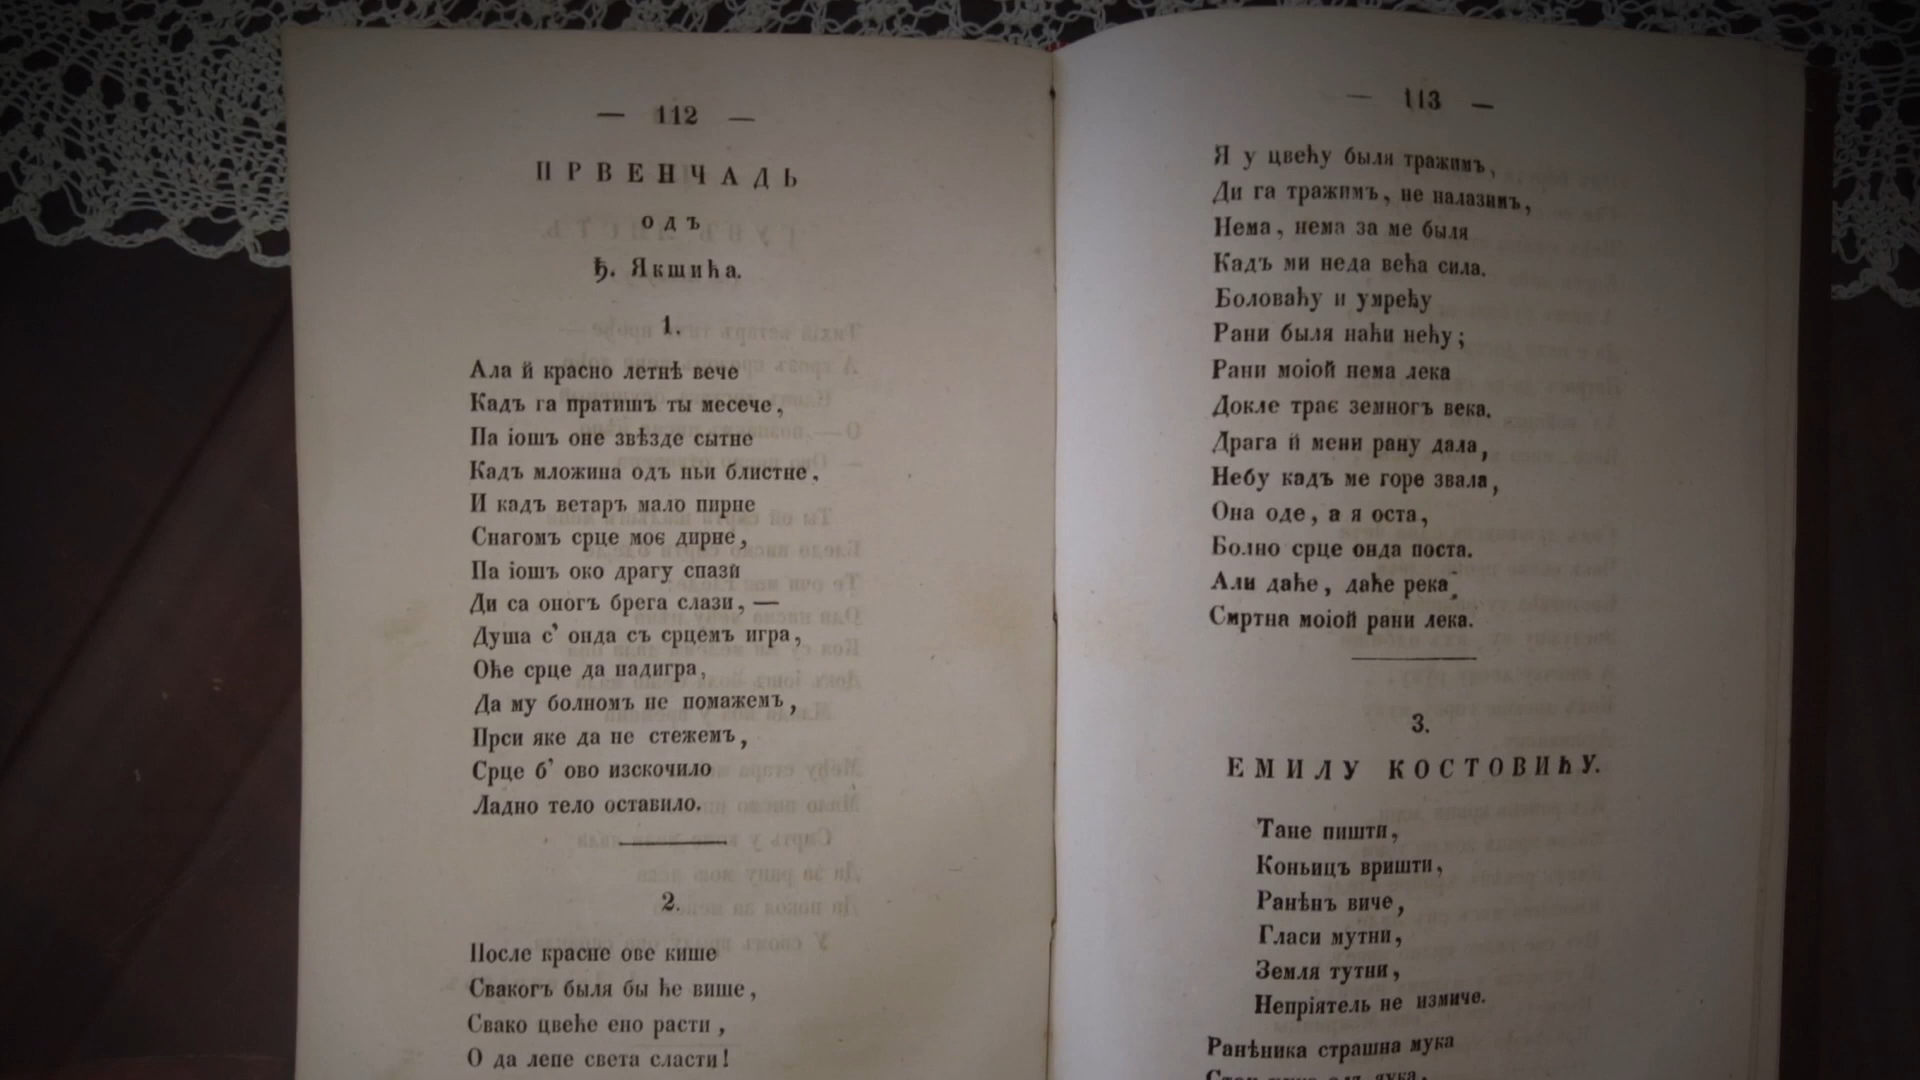 — 112 —
ПРВЕНЧАДЬ
одъ
Ђ. Якшића.
1.
Ала й красно летнѣ вече
Кадъ га пратишъ ты месече,
Па іошъ оне звѣзде сытне
Кадъ мложина одъ ньи блистне,
И кадъ ветаръ мало пирне
Снагомъ срце моє дирне,
Па іошъ око драгу спази
Ди са оногъ брега слази, —
Душа с’ онда съ срцемъ игра,
Оће срце да надигра,
Да му болномъ не помажемъ,
Прси яке да не стежемъ,
Срце б’ ово изскочило
Ладно тело оставило.
2.
После красне ове кише
Свакогъ быля бы ће више,
Свако цвеће ено расти,
О да лепе света сласти!
— 113 —
Я у цвећу быля тражимъ,
Ди га тражимъ, не налазимъ,
Нема, нема за ме быля
Кадъ ми неда већа сила.
Боловаћу и умрећу
Рани быля наћи нећу;
Рани моіой нема лека
Докле трає земногъ века.
Драга й мени рану дала,
Небу кадъ ме горе звала,
Она оде, а я оста,
Болно срце онда поста.
Али даће, даће река
Смртна моіой рани лека.
3.
ЕМИЛУ КОСТОВИЋУ.
Тане пишти,
Коньицъ вришти,
Ранѣнъ виче,
Гласи мутни,
Земля тутни,
Непріятель не измиче.
Ранѣника страшна мука